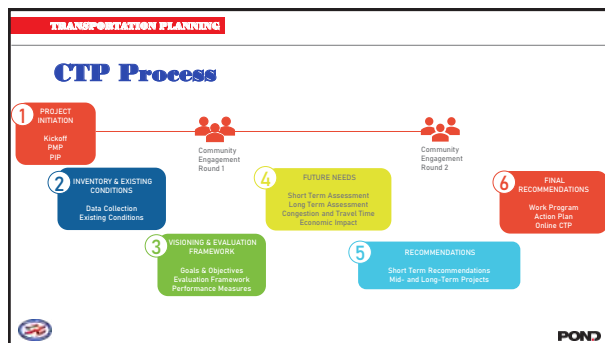 TRANSPORTATION PLANNING
CTP Process
1
PROJECT
INITIATION
Kickoff
PMP
PIP
Community
Engagement
Round 1
Community
Engagement
Round 2
2
INVENTORY & EXISTING
CONDITIONS
Data Collection
Existing Conditions
3
VISIONING & EVALUATION
FRAMEWORK
Goals & Objectives
Evaluation Framework
Performance Measures
4
FUTURE NEEDS
Short Term Assessment
Long Term Assessment
Congestion and Travel Time
Economic Impact
5
RECOMMENDATIONS
Short Term Recommendations
Mid- and Long-Term Projects
6
FINAL
RECOMMENDATIONS
Work Program
Action Plan
Online CTP
POND